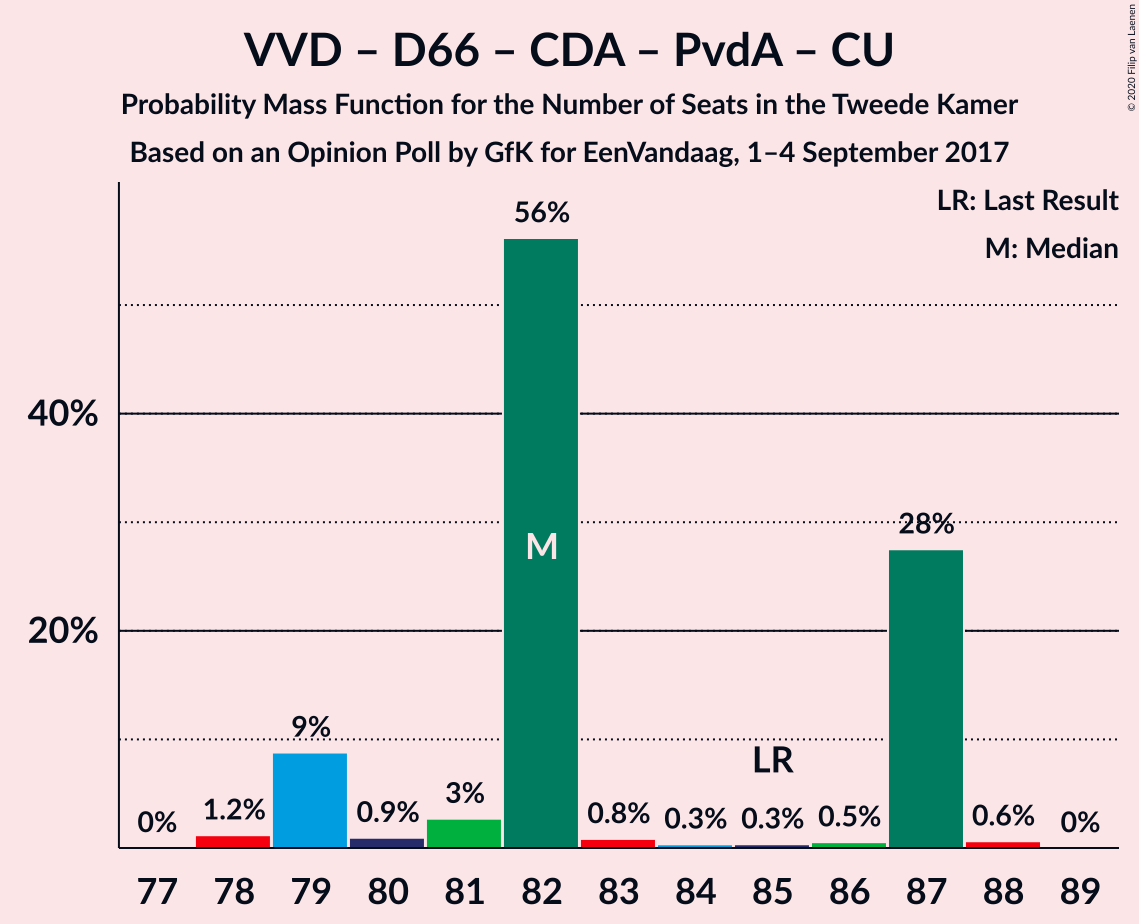 VVD – D66 – CDA – PvdA – CU
Probability Mass Function for the Number of Seats in the Tweede Kamer
Based on an Opinion Poll by GfK for EenVandaag, 1–4 September 2017
© 2020 Filip van Laenen
LR: Last Result
M: Median
40%
20%
0%
1.2%
9%
0.9%
3%
56%
M
0.8%
0.3%
LR
0.3%
0.5%
28%
0.6%
0%
77 78 79 80 81 82 83 84 85 86 87 88 89